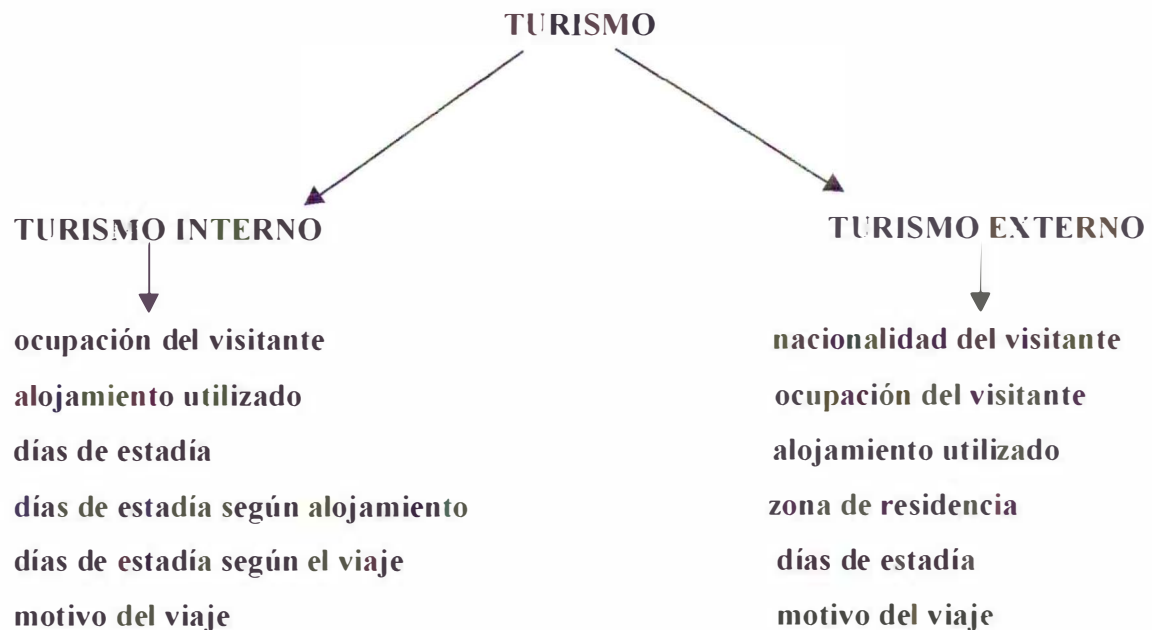 TURISMO
TURISMO INTERNO
ocupación del visitante
alojamiento utilizado
días de estadía
días de estadía según alojamiento
días de estadía según el viaje
motivo del viaje
TURISMO EXTERNO
nacionalidad del visitante
ocupación del visitante
alojamiento utilizado
zona de residencia
días de estadía
motivo del viaje